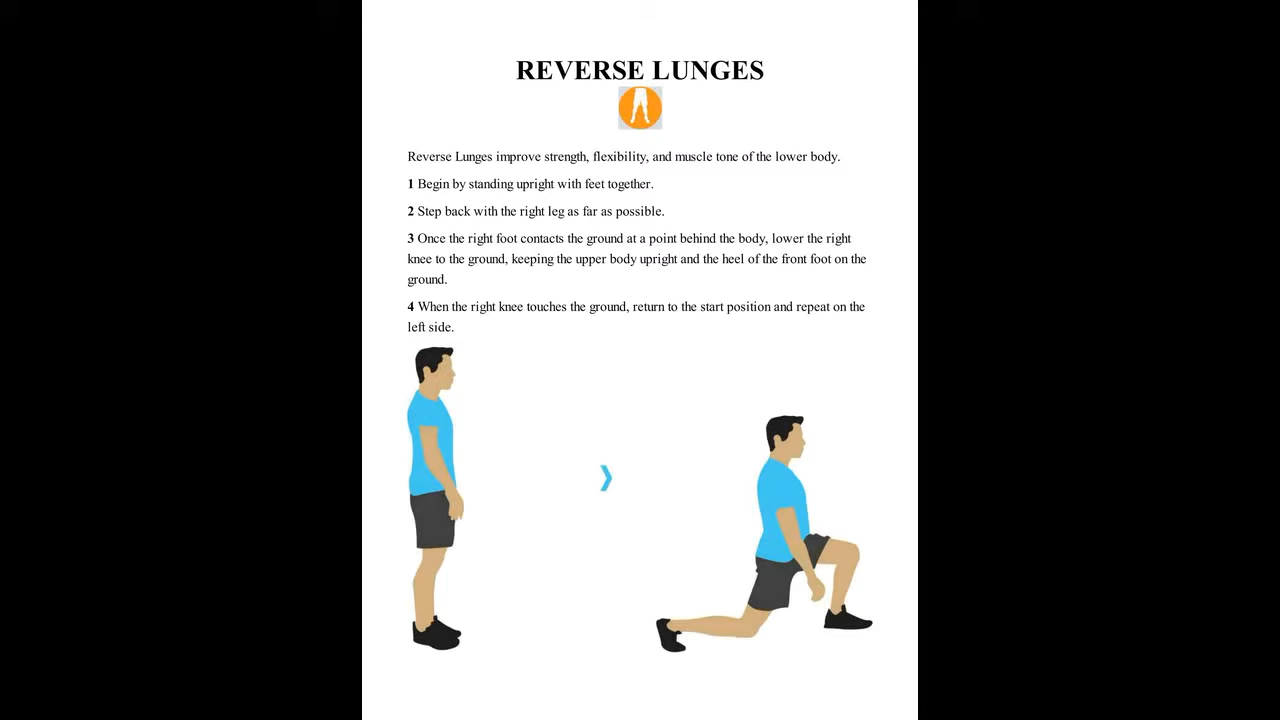 REVERSE LUNGES
Reverse Lunges improve strength, flexibility, and muscle tone of the lower body.
1 Begin by standing upright with feet together.
2 Step back with the right leg as far as possible.
3 Once the right foot contacts the ground at a point behind the body, lower the right
knee to the ground, keeping the upper body upright and the heel of the front foot on the
ground.
4 When the right knee touches the ground, return to the start position and repeat on the
left side.